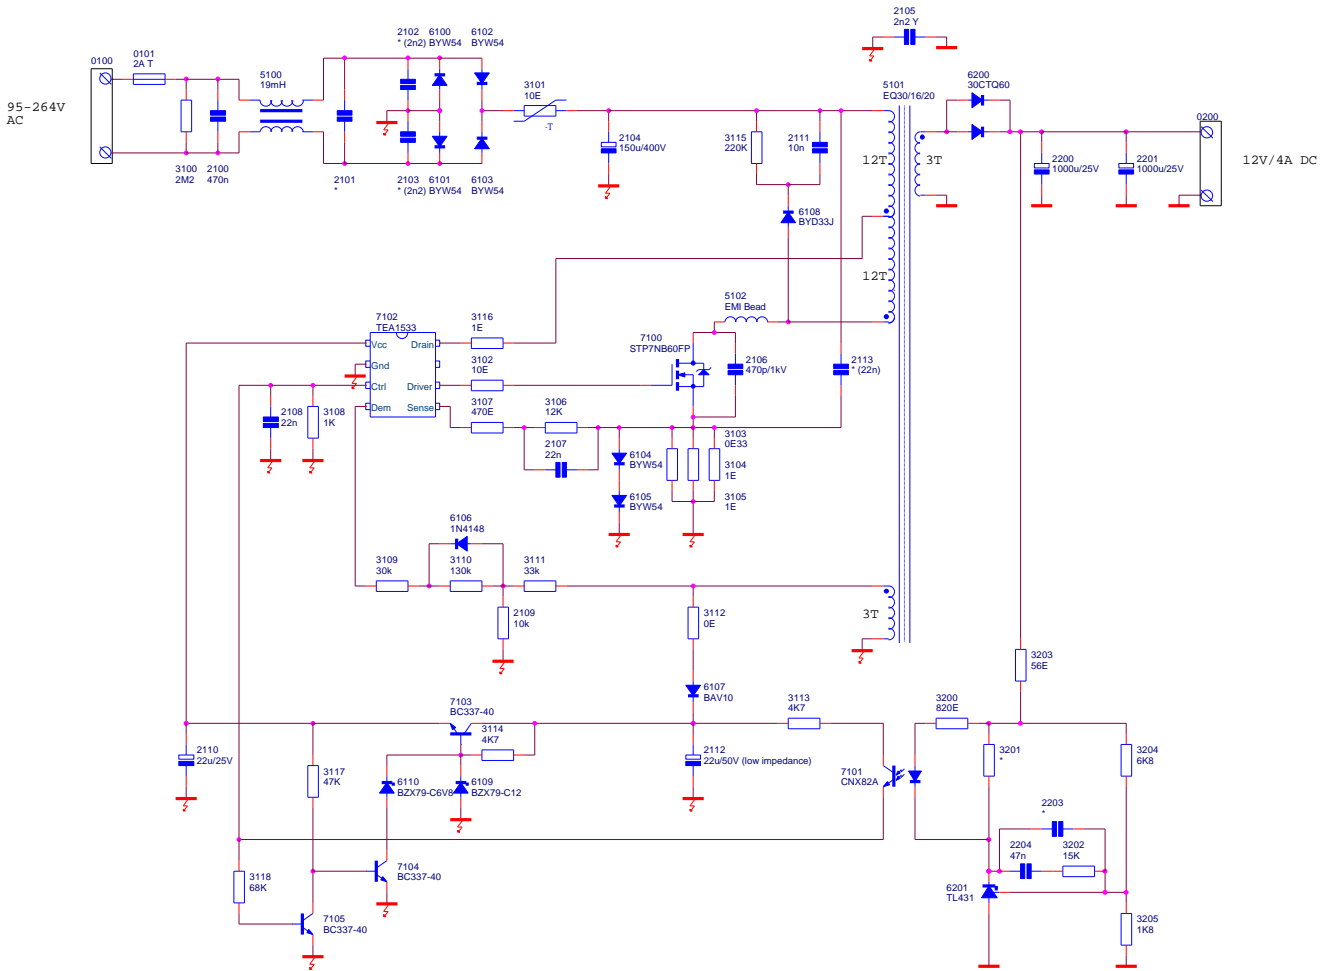 2105
2n2 Y
2102 6100 6102
* (2n2) BYW54 BYW54
0100
0101
2A T
5100
19mH
3101
10E
-T
5101
EQ30/16/20
6200
30CTQ60
95-264V
AC
2104
150u/400V
3115
220K
2111
10n
12T
3T
0200
2200
1000u/25V
2201
1000u/25V
12V/4A DC
3100
2M2
2100
470n
2101
*
2103 6101 6103
* (2n2) BYW54 BYW54
6108
BYD33J
12T
5102
EMI Bead
7102
TEA1533
3116
1E
7100
STP7NB60FP
Vcc
Drain
Gnd
3102
10E
2106
470p/1kV
2113
* (22n)
Ctrl
Driver
Dem
Sense
3107
470E
3106
12K
2108
22n
3108
1K
2107
22n
6104
BYW54
3103
0E33
3104
1E
6105
BYW54
3105
1E
6106
1N4148
3109
30k
3110
130k
3111
33k
2109
10k
3112
0E
3T
3203
56E
6107
BAV10
7103
BC337-40
3113
4K7
3200
820E
3114
4K7
2110
22u/25V
2112
22u/50V (low impedance)
3201
*
3204
6K8
3117
47K
6110
BZX79-C6V8
6109
BZX79-C12
7101
CNX82A
2203
*
2204
47n
3202
15K
3118
68K
7104
BC337-40
6201
TL431
7105
BC337-40
3205
1K8